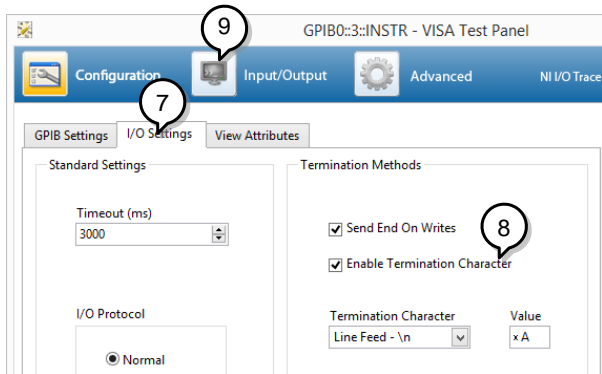 9
GPIB0::3::INSTR - VISA Test Panel
Configuration
Input/Output
Advanced
NI I/O Trace
7
GPIB Settings
I/O Settings
View Attributes
Standard Settings
Timeout (ms)
3000
I/O Protocol
Normal
Termination Methods
Send End On Writes
8
Enable Termination Character
Termination Character
Value
Line Feed - \n
x A